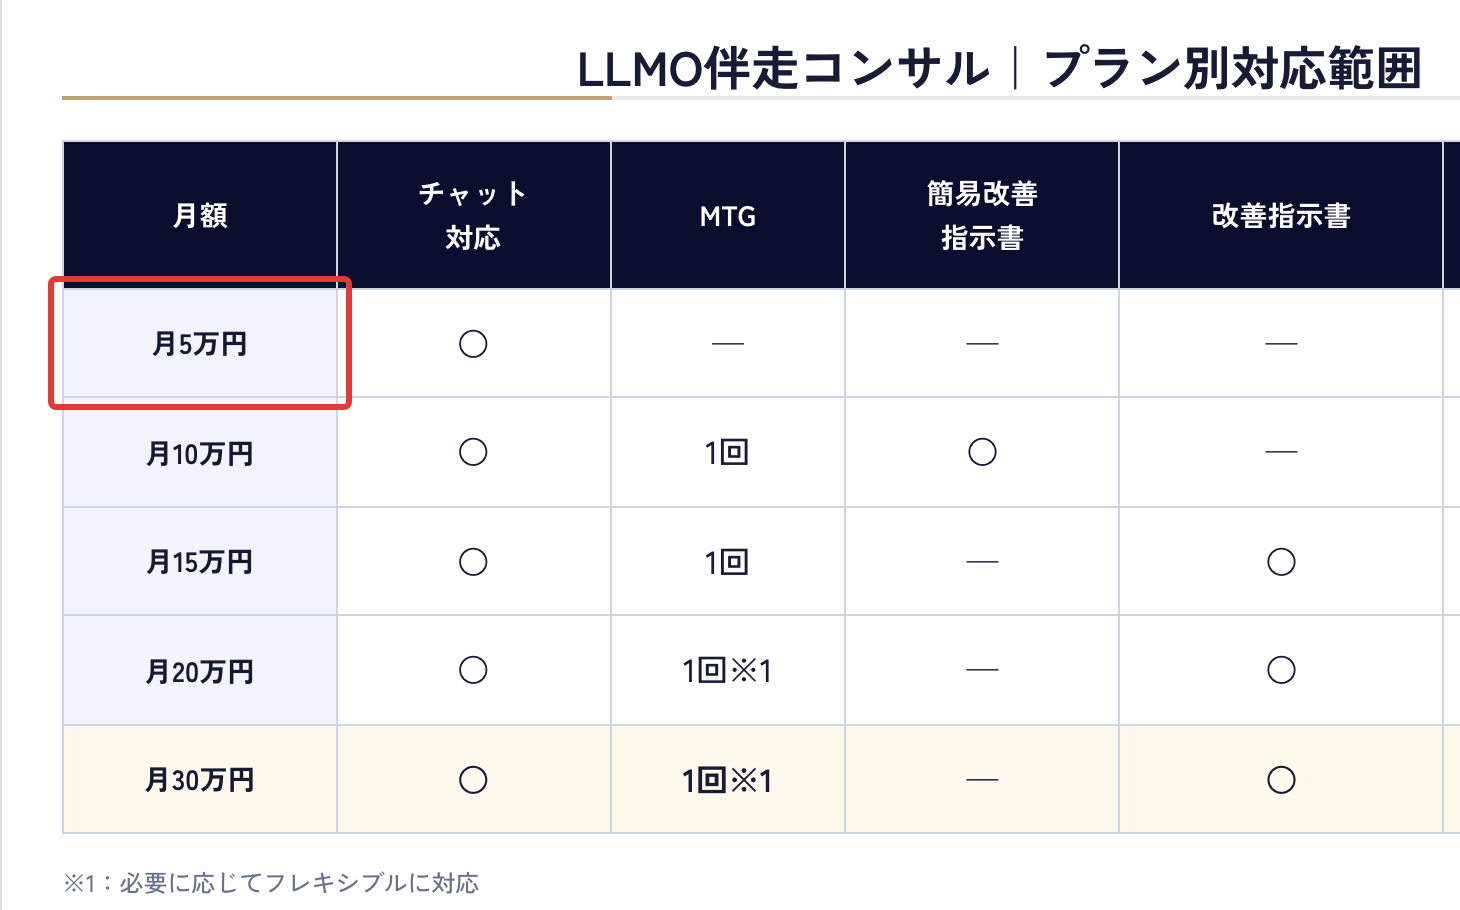 LLMO伴走コンサル｜プラン別対応範囲
月額 チャット対応 MTG 簡易改善指示書 改善指示書
月5万円 〇 — — —
月10万円 〇 1回 〇 —
月15万円 〇 1回 — 〇
月20万円 〇 1回※1 — 〇
月30万円 〇 1回※1 — 〇
※1：必要に応じてフレキシブルに対応